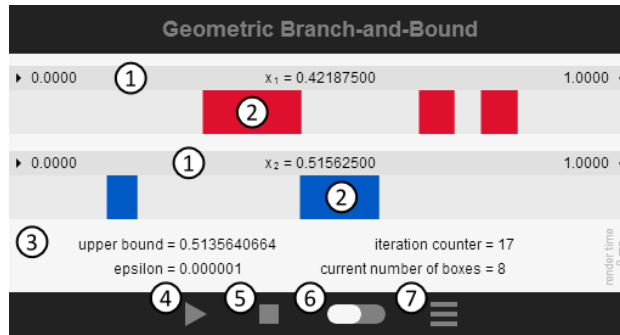 Geometric Branch-and-Bound
0.0000 1 x₁ = 0.42187500 1.0000
2
0.0000 1 x₂ = 0.51562500 1.0000
2
3
upper bound = 0.5135640664 iteration counter = 17
epsilon = 0.000001 current number of boxes = 8
render time
4 5 6 7